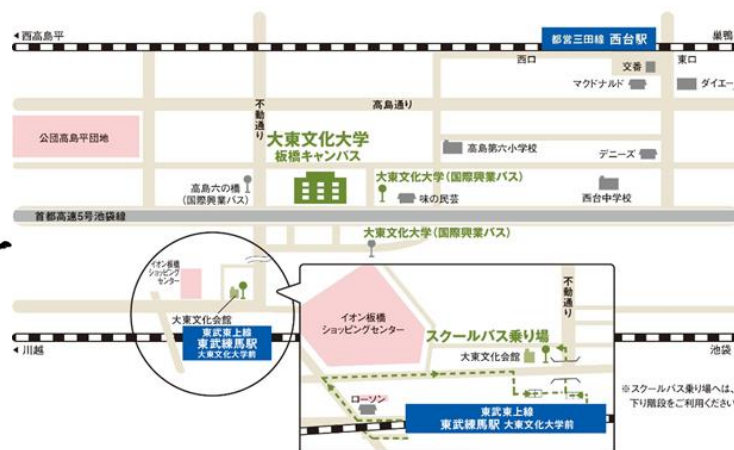 西高島平
都営三田線 西台駅
巣鴨
西口
東口
交番
マクドナルド
ダイエー
不動通り
高島通り
公団高島平団地
大東文化大学
板橋キャンパス
高島第六小学校
デニーズ
大東文化大学(国際興業バス)
高島六の橋
(国際興業バス)
味の民芸
西台中学校
首都高速5号池袋線
大東文化大学(国際興業バス)
イオン板橋
ショッピング
センター
大東文化会館
東武東上線
東武練馬駅
大東文化大学前
川越
イオン板橋
ショッピングセンター
不動通り
スクールバス乗り場
大東文化会館
ローソン
東武東上線
東武練馬駅 大東文化大学前
池袋
※スクールバス乗り場へは、
下り階段をご利用ください